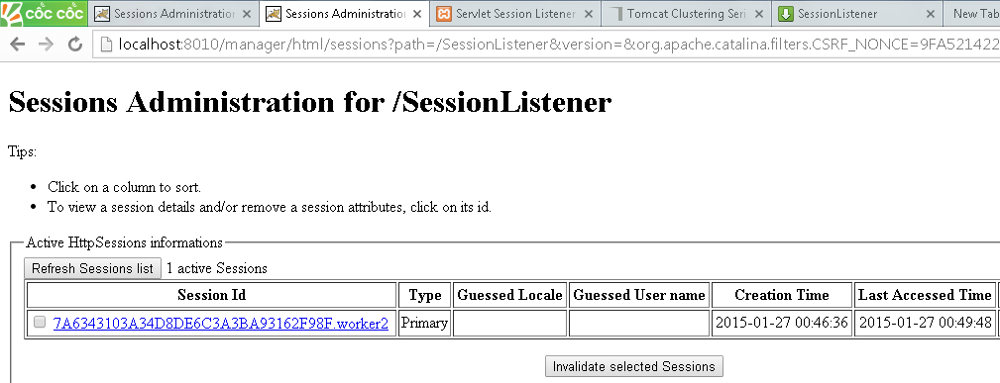 cốc cốc Sessions Administration Sessions Administration Servlet Session Listener Tomcat Clustering Seri SessionListener New Tab
localhost:8010/manager/html/sessions?path=/SessionListener&version=&org.apache.catalina.filters.CSRF_NONCE=9FA521422
Sessions Administration for /SessionListener
Tips:
• Click on a column to sort.
• To view a session details and/or remove a session attributes, click on its id.
Active HttpSessions informations
Refresh Sessions list 1 active Sessions
Session Id Type Guessed Locale Guessed User name Creation Time Last Accessed Time
7A6343103A34D8DE6C3A3BA93162F98F.worker2 Primary 2015-01-27 00:46:36 2015-01-27 00:49:48
Invalidate selected Sessions